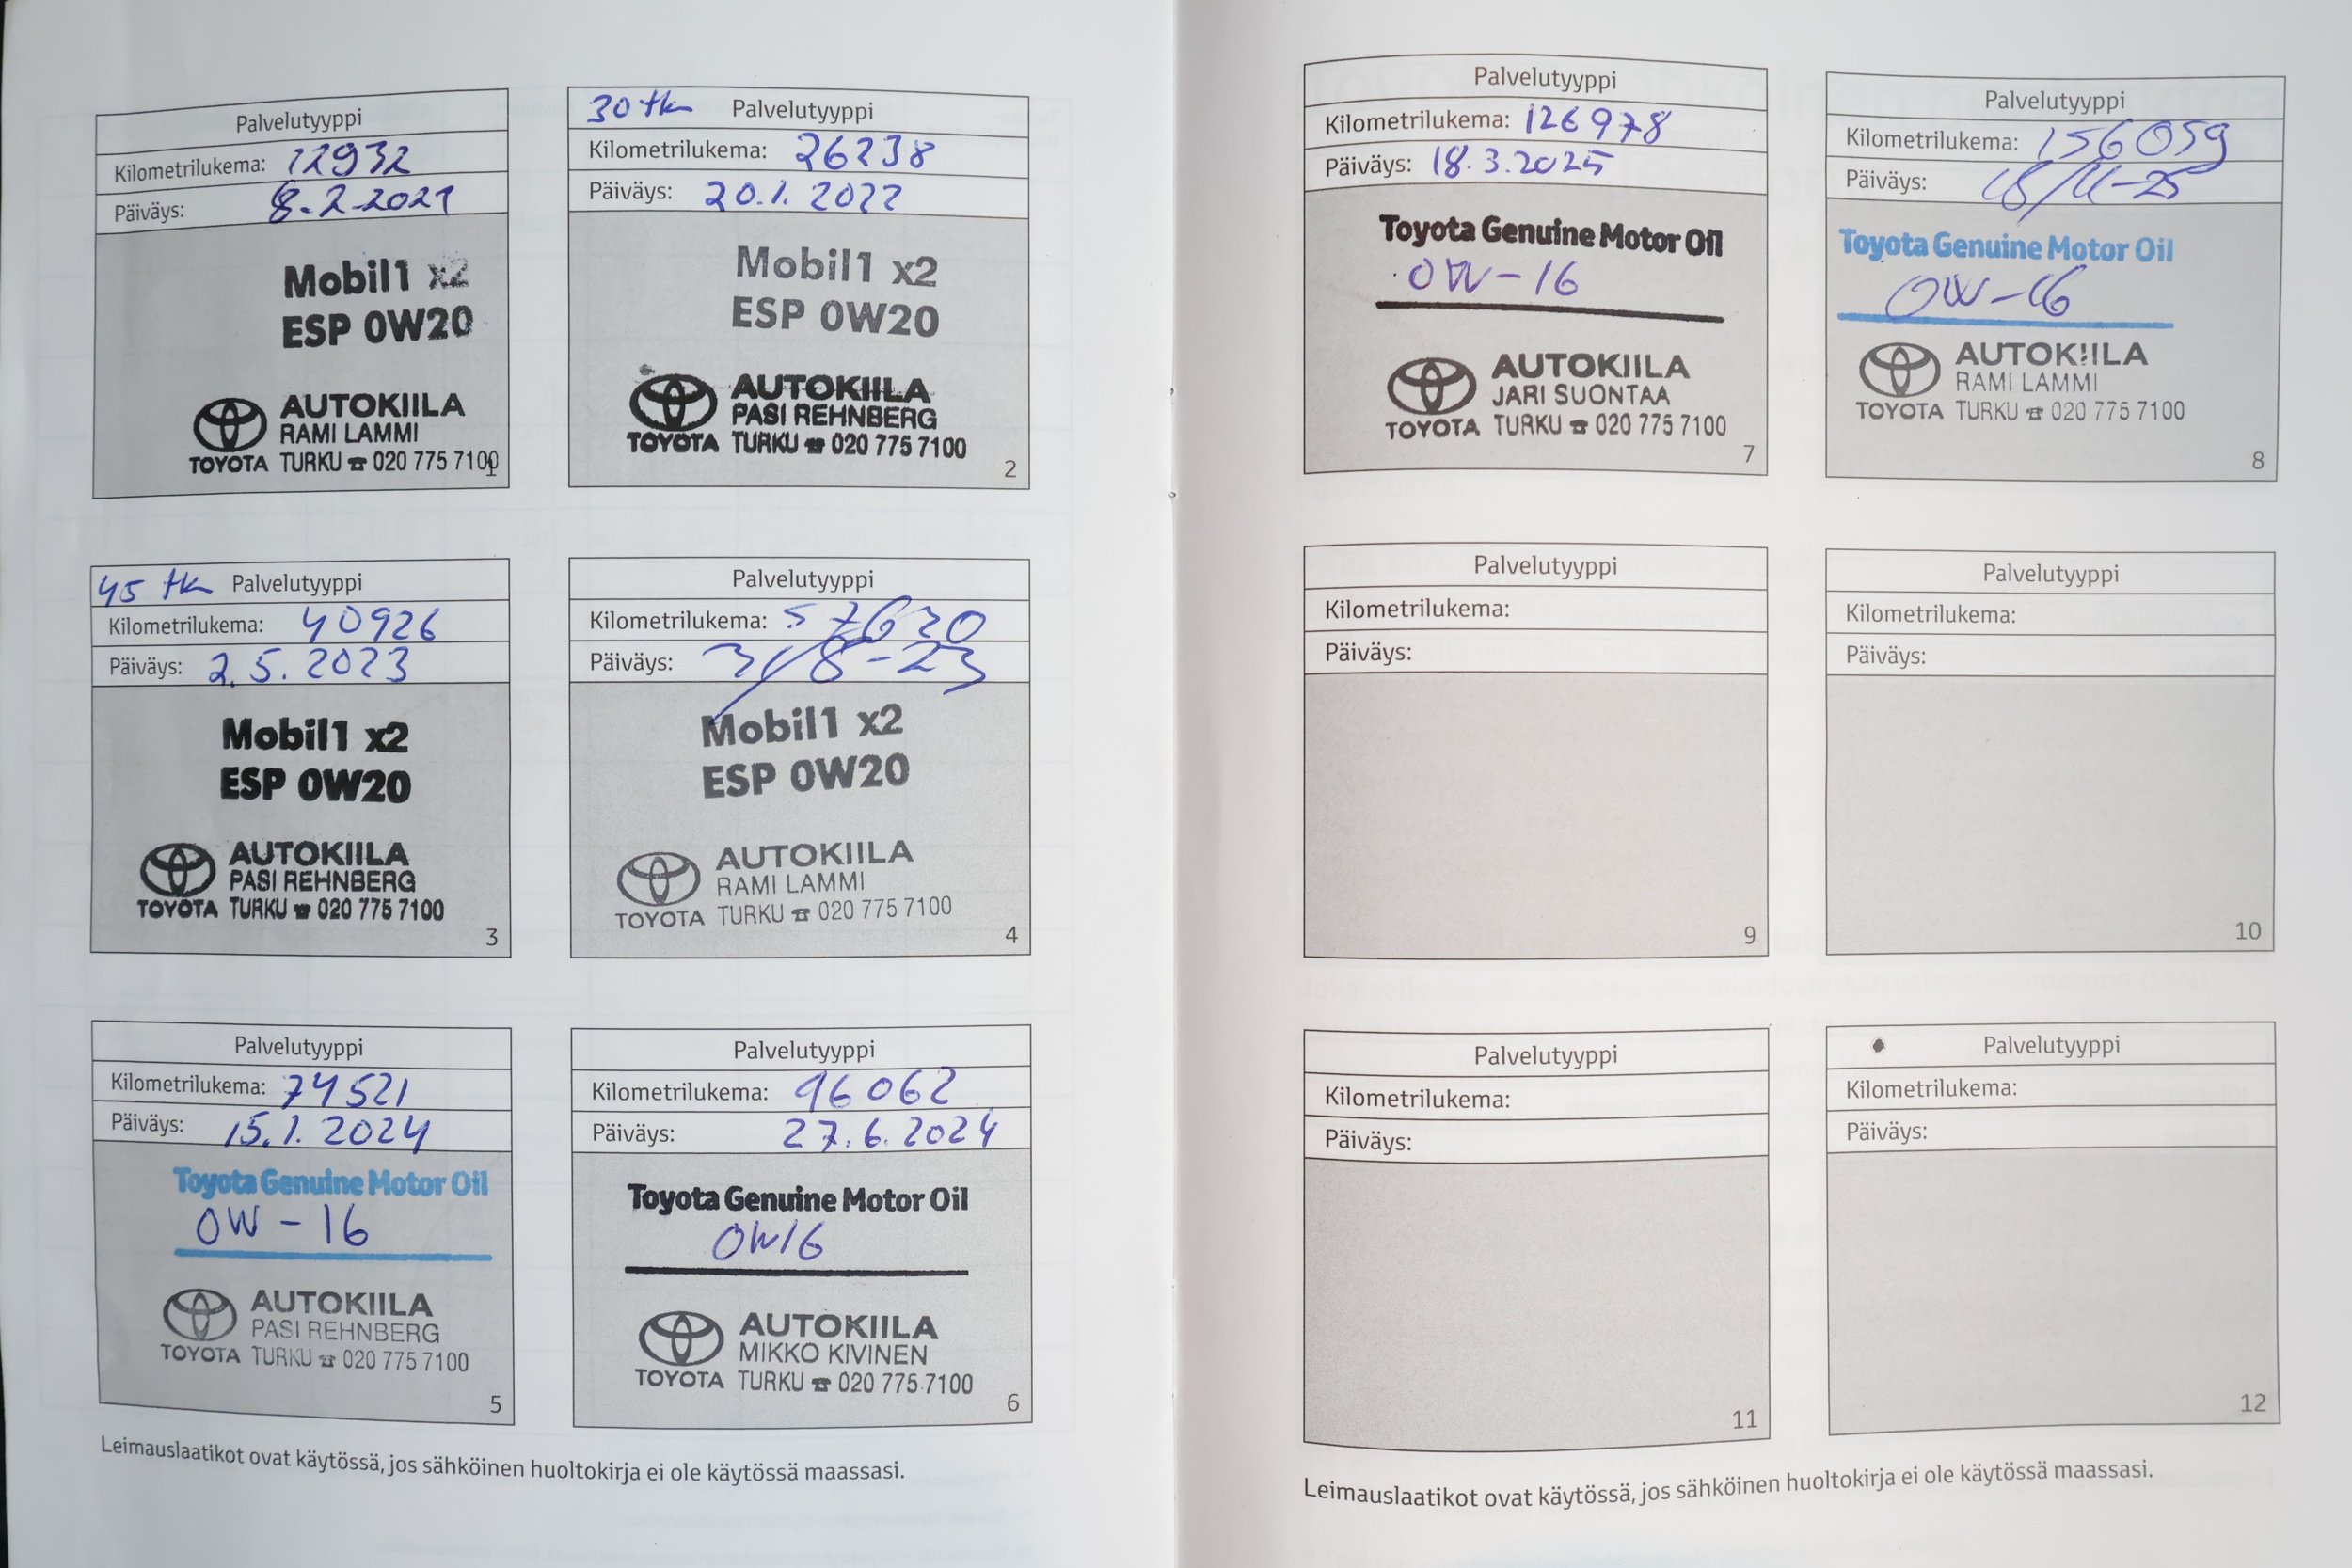 Palvelutyyppi
Kilometrilukema: 12932
Päiväys: 8.2.2021
Mobil1 x2
ESP 0W20
AUTOKIILA
RAMI LAMMI
TOYOTA TURKU ☎ 020 775 7100
1
30 tkm Palvelutyyppi
Kilometrilukema: 26238
Päiväys: 20.1.2022
Mobil1 x2
ESP 0W20
AUTOKIILA
PASI REHNBERG
TOYOTA TURKU ☎ 020 775 7100
2
45 tkm Palvelutyyppi
Kilometrilukema: 40926
Päiväys: 2.5.2023
Mobil1 x2
ESP 0W20
AUTOKIILA
PASI REHNBERG
TOYOTA TURKU ☎ 020 775 7100
3
Palvelutyyppi
Kilometrilukema: 57620
Päiväys: 31/8-23
Mobil1 x2
ESP 0W20
AUTOKIILA
RAMI LAMMI
TOYOTA TURKU ☎ 020 775 7100
4
Palvelutyyppi
Kilometrilukema: 74521
Päiväys: 15.1.2024
Toyota Genuine Motor Oil
0W-16
AUTOKIILA
PASI REHNBERG
TOYOTA TURKU ☎ 020 775 7100
5
Palvelutyyppi
Kilometrilukema: 96062
Päiväys: 27.6.2024
Toyota Genuine Motor Oil
0W16
AUTOKIILA
MIKKO KIVINEN
TOYOTA TURKU ☎ 020 775 7100
6
Leimauslaatikot ovat käytössä, jos sähköinen huoltokirja ei ole käytössä maassasi.
Palvelutyyppi
Kilometrilukema: 126978
Päiväys: 18.3.2025
Toyota Genuine Motor Oil
0W-16
AUTOKIILA
JARI SUONTAA
TOYOTA TURKU ☎ 020 775 7100
7
Palvelutyyppi
Kilometrilukema: 156059
Päiväys: 18/11-25
Toyota Genuine Motor Oil
0W-16
AUTOKIILA
RAMI LAMMI
TOYOTA TURKU ☎ 020 775 7100
8
Palvelutyyppi
Kilometrilukema:
Päiväys:
9
Palvelutyyppi
Kilometrilukema:
Päiväys:
10
Palvelutyyppi
Kilometrilukema:
Päiväys:
11
Palvelutyyppi
Kilometrilukema:
Päiväys:
12
Leimauslaatikot ovat käytössä, jos sähköinen huoltokirja ei ole käytössä maassasi.